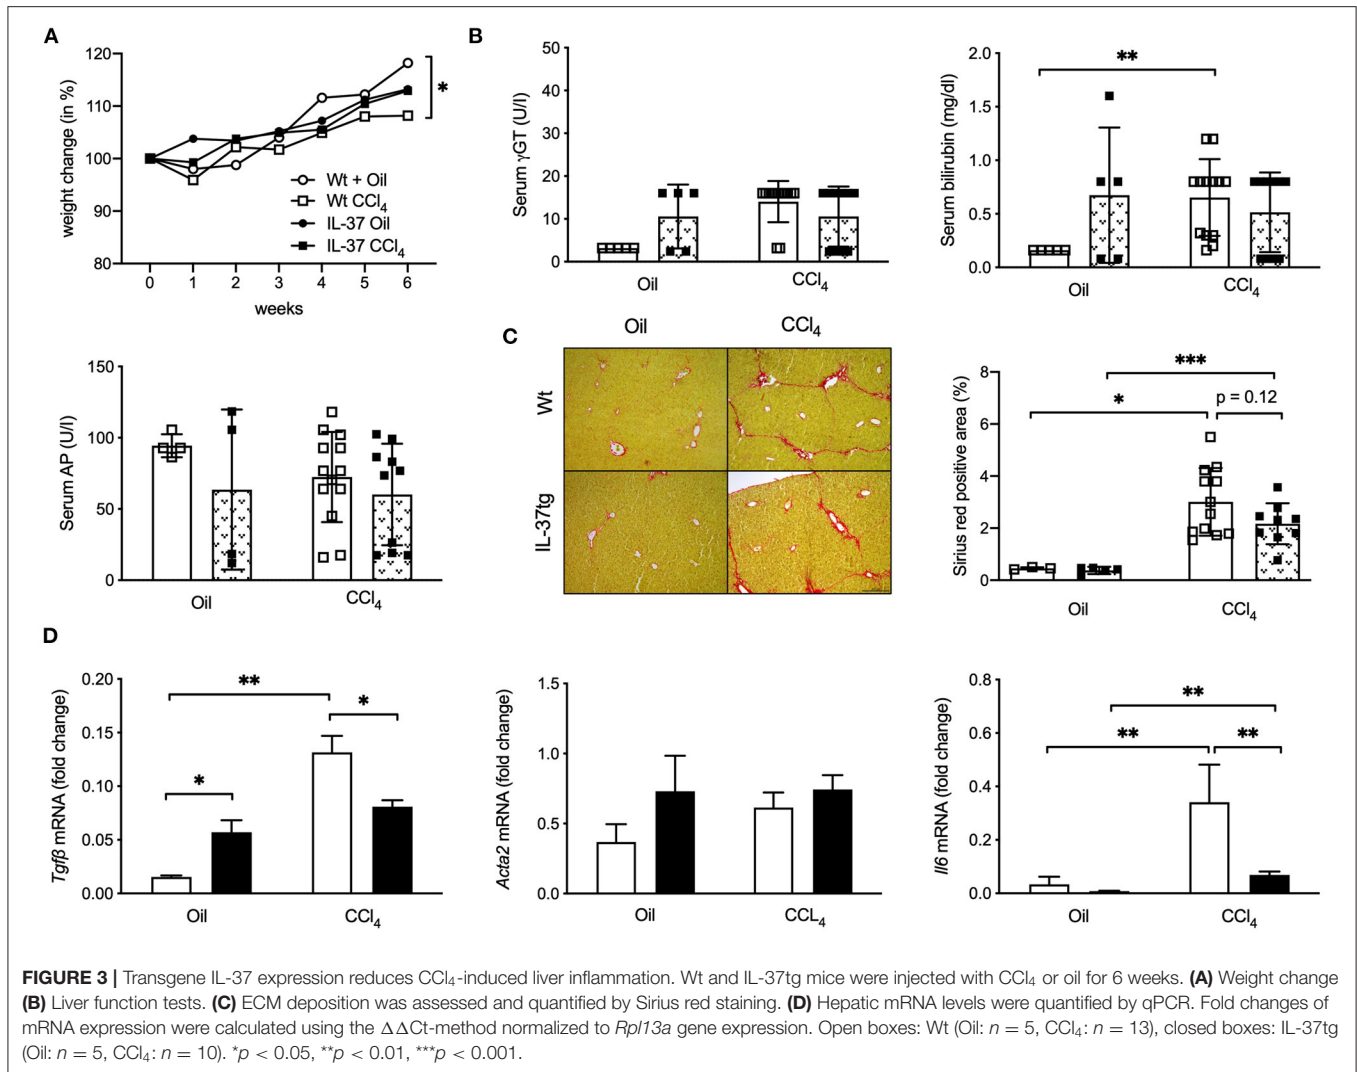 A
120
110
100
90
80
weight change (in %)
Wt + Oil
Wt CCl₄
IL-37 Oil
IL-37 CCl₄
*
0 1 2 3 4 5 6
weeks
B
50
40
30
20
10
0
Serum γGT (U/l)
Oil CCl₄
2.0
1.5
1.0
0.5
0.0
Serum bilirubin (mg/dl)
**
Oil CCl₄
150
100
50
0
Serum AP (U/l)
Oil CCl₄
C
Oil CCl₄
Wt
IL-37tg
8
6
4
2
0
Sirius red positive area (%)
***
*
p = 0.12
Oil CCl₄
D
0.20
0.15
0.10
0.05
0.00
Tgfβ mRNA (fold change)
**
*
*
Oil CCl₄
1.5
1.0
0.5
0.0
Acta2 mRNA (fold change)
Oil CCL₄
0.8
0.6
0.4
0.2
0.0
Il6 mRNA (fold change)
**
** **
Oil CCl₄
FIGURE 3 | Transgene IL-37 expression reduces CCl₄-induced liver inflammation. Wt and IL-37tg mice were injected with CCl₄ or oil for 6 weeks. (A) Weight change
(B) Liver function tests. (C) ECM deposition was assessed and quantified by Sirius red staining. (D) Hepatic mRNA levels were quantified by qPCR. Fold changes of
mRNA expression were calculated using the ΔΔCt-method normalized to Rpl13a gene expression. Open boxes: Wt (Oil: n = 5, CCl₄: n = 13), closed boxes: IL-37tg
(Oil: n = 5, CCl₄: n = 10). *p < 0.05, **p < 0.01, ***p < 0.001.